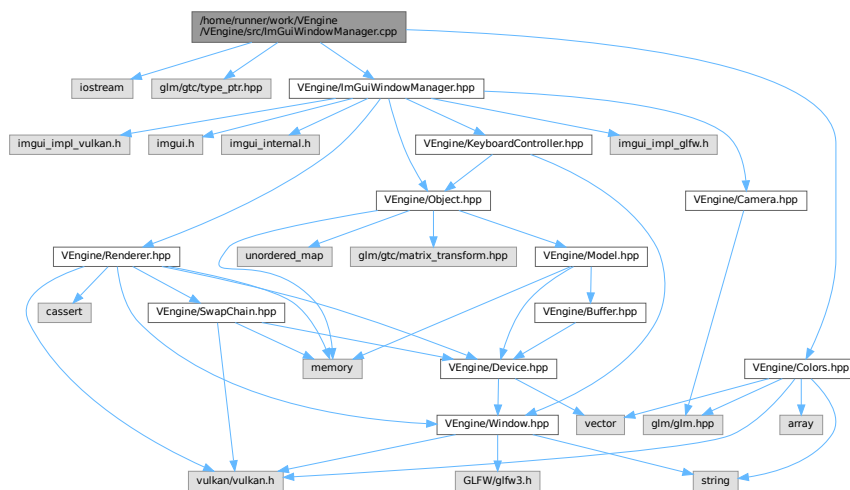 /home/runner/work/VEngine
/VEngine/src/ImGuiWindowManager.cpp
iostream
glm/gtc/type_ptr.hpp
VEngine/ImGuiWindowManager.hpp
imgui_impl_vulkan.h
imgui.h
imgui_internal.h
VEngine/KeyboardController.hpp
imgui_impl_glfw.h
VEngine/Object.hpp
VEngine/Camera.hpp
VEngine/Renderer.hpp
unordered_map
glm/gtc/matrix_transform.hpp
VEngine/Model.hpp
cassert
VEngine/SwapChain.hpp
VEngine/Buffer.hpp
memory
VEngine/Device.hpp
VEngine/Colors.hpp
VEngine/Window.hpp
vector
glm/glm.hpp
array
vulkan/vulkan.h
GLFW/glfw3.h
string